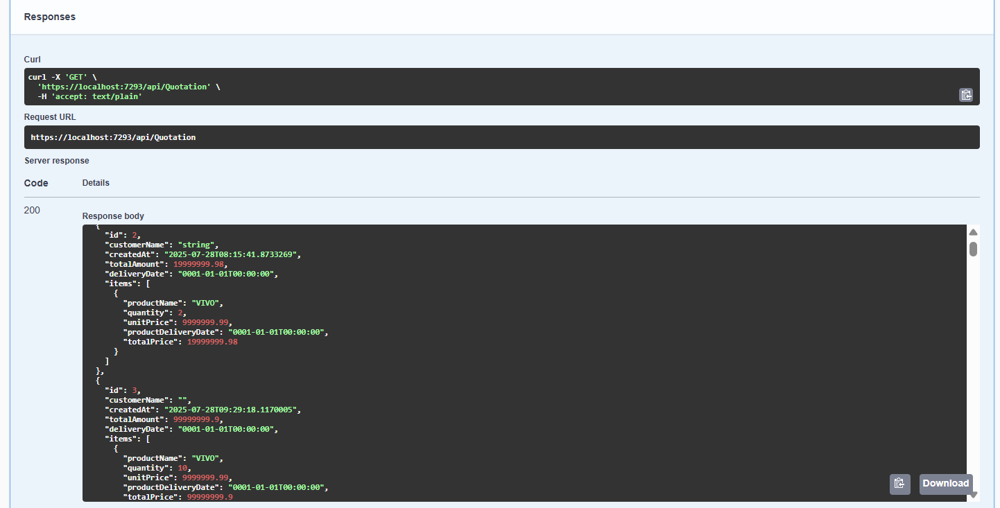 Responses
Curl
curl -X 'GET' \
'https://localhost:7293/api/Quotation' \
-H 'accept: text/plain'
Request URL
https://localhost:7293/api/Quotation
Server response
Code Details
200
Response body
{
"id": 2,
"customerName": "string",
"createdAt": "2025-07-28T08:15:41.8733269",
"totalAmount": 19999999.98,
"deliveryDate": "0001-01-01T00:00:00",
"items": [
{
"productName": "VIVO",
"quantity": 2,
"unitPrice": 9999999.99,
"productDeliveryDate": "0001-01-01T00:00:00",
"totalPrice": 19999999.98
}
]
},
{
"id": 3,
"customerName": "",
"createdAt": "2025-07-28T09:29:18.1170005",
"totalAmount": 99999999.9,
"deliveryDate": "0001-01-01T00:00:00",
"items": [
{
"productName": "VIVO",
"quantity": 10,
"unitPrice": 9999999.99,
"productDeliveryDate": "0001-01-01T00:00:00",
"totalPrice": 99999999.9
Download